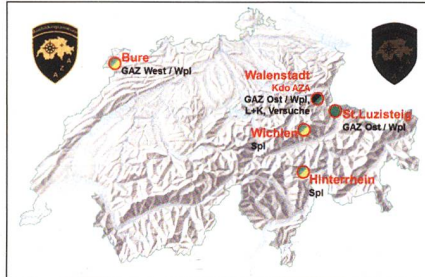 Bure
GAZ West / Wpl
Walenstadt
Kdo AZA
GAZ Ost / Wpl,
L+K, Versuche
St.Luzisteig
GAZ Ost / Wpl
Wichlen
Spl
Hinterrhein
Spl